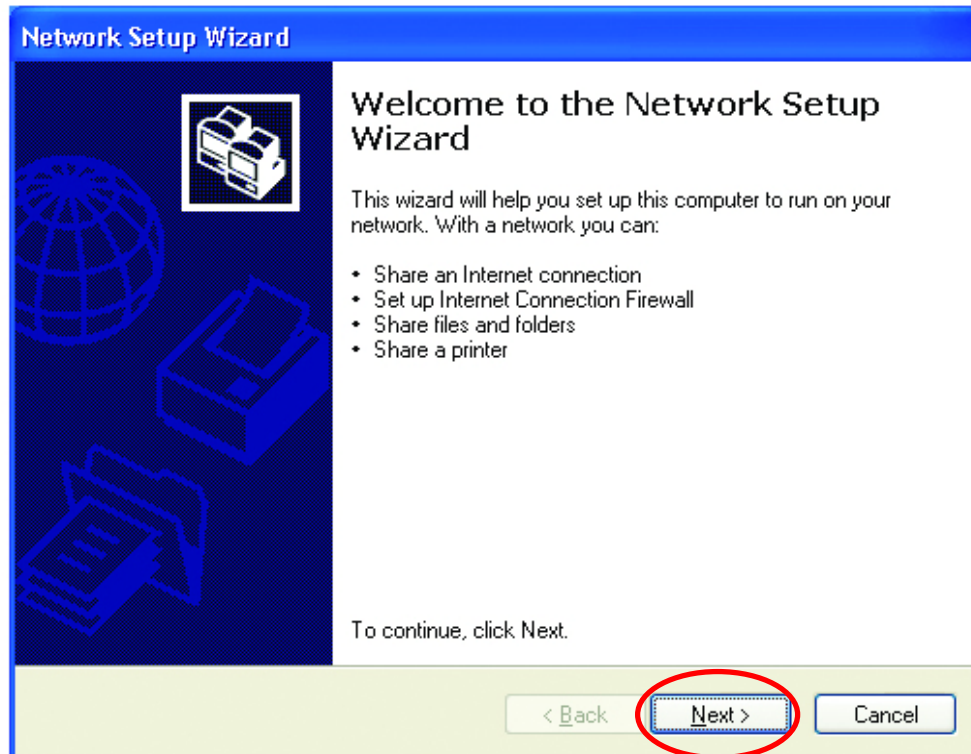 Network Setup Wizard
Welcome to the Network Setup
Wizard
This wizard will help you set up this computer to run on your
network. With a network you can:
• Share an Internet connection
• Set up Internet Connection Firewall
• Share files and folders
• Share a printer
To continue, click Next.
< Back Next > Cancel